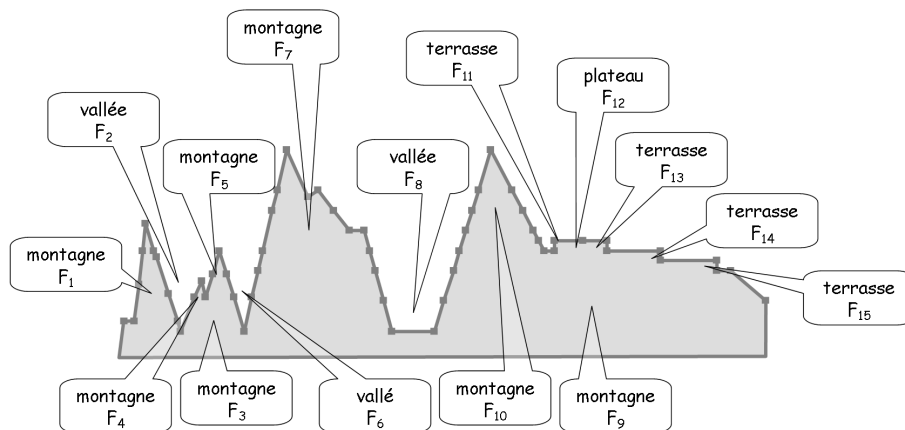 montagne
F₇
terrasse
F₁₁
plateau
F₁₂
vallée
F₂
montagne
F₅
vallée
F₈
terrasse
F₁₃
terrasse
F₁₄
montagne
F₁
terrasse
F₁₅
montagne
F₄
montagne
F₃
vallé
F₆
montagne
F₁₀
montagne
F₉